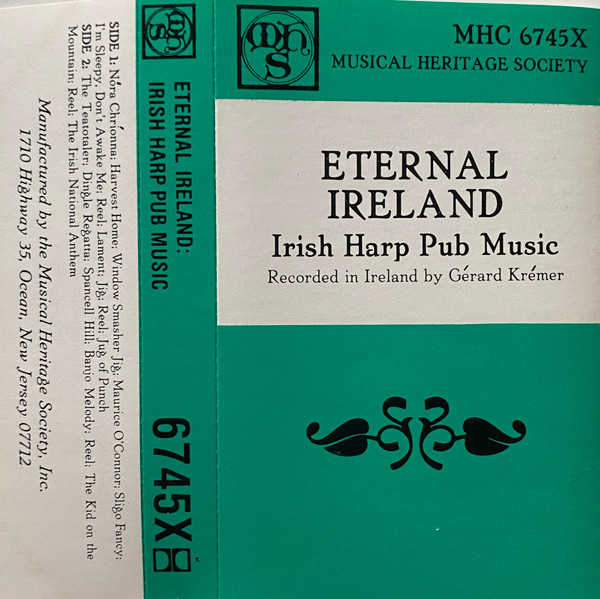 SIDE 1: Nóra Chríonna; Harvest Home; Window Smasher Jig; Maurice O'Connor; Sligo Fancy;
I'm Sleepy, Don't Awake Me; Reel; Lament; Jig; Reel; Jug of Punch
SIDE 2: The Teatotaler; Dingle Regatta; Spancell Hill; Banjo Melody; Reel; The Kid on the
Mountain; Reel; The Irish National Anthem
Manufactured by the Musical Heritage Society, Inc.
1710 Highway 35, Ocean, New Jersey 07712
mhs
ETERNAL IRELAND:
IRISH HARP PUB MUSIC
6745X
mhs
MHC 6745X
MUSICAL HERITAGE SOCIETY
ETERNAL
IRELAND
Irish Harp Pub Music
Recorded in Ireland by Gérard Krémer